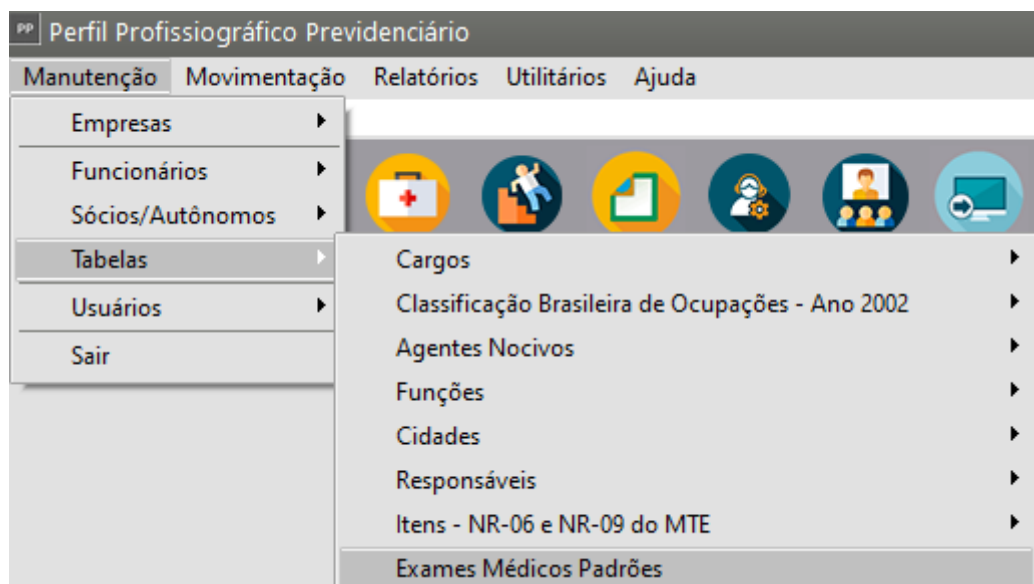 PP Perfil Profissiográfico Previdenciário
Manutenção Movimentação Relatórios Utilitários Ajuda
Empresas
Funcionários
Sócios/Autônomos
Tabelas
Usuários
Sair
Cargos
Classificação Brasileira de Ocupações - Ano 2002
Agentes Nocivos
Funções
Cidades
Responsáveis
Itens - NR-06 e NR-09 do MTE
Exames Médicos Padrões